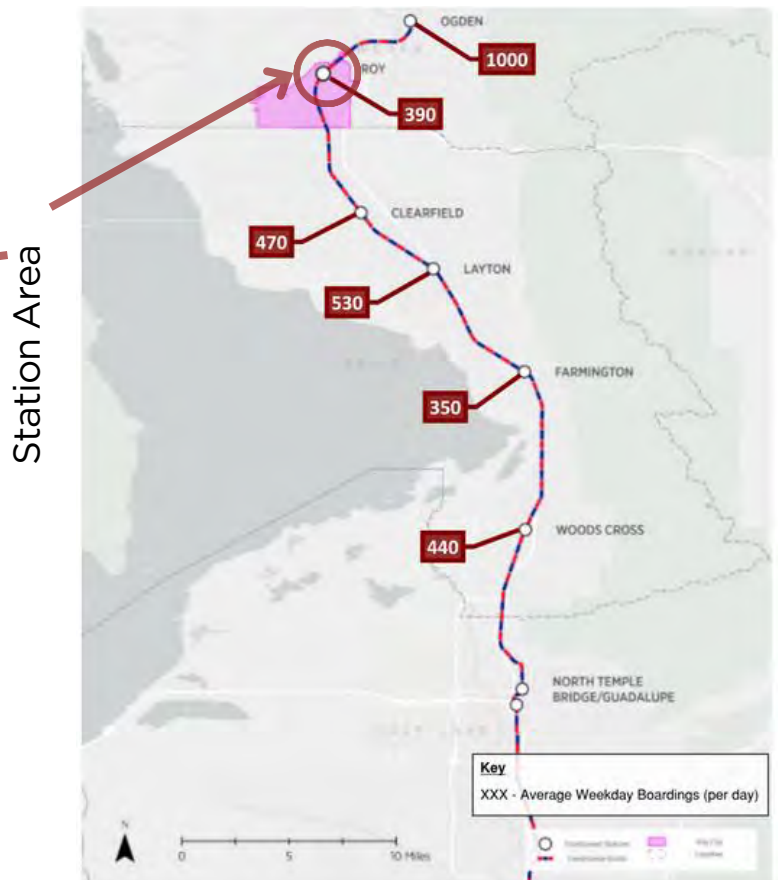 OGDEN
1000
ROY
390
CLEARFIELD
470
LAYTON
530
Station Area
FARMINGTON
350
WOODS CROSS
440
NORTH TEMPLE
BRIDGE/GUADALUPE
Key
XXX - Average Weekday Boardings (per day)
N
0 5 10 Miles